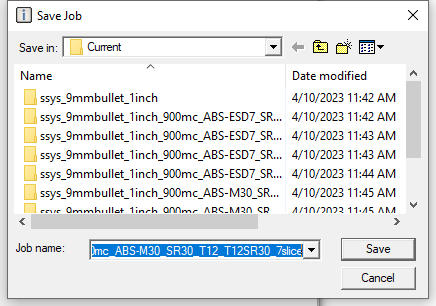 Save Job
Save in: Current
Name Date modified
ssys_9mmbullet_1inch 4/10/2023 11:42 AM
ssys_9mmbullet_1inch_900mc_ABS-ESD7_SR... 4/10/2023 11:42 AM
ssys_9mmbullet_1inch_900mc_ABS-ESD7_SR... 4/10/2023 11:43 AM
ssys_9mmbullet_1inch_900mc_ABS-ESD7_SR... 4/10/2023 11:43 AM
ssys_9mmbullet_1inch_900mc_ABS-ESD7_SR... 4/10/2023 11:44 AM
ssys_9mmbullet_1inch_900mc_ABS-M30_SR... 4/10/2023 11:45 AM
ssys_9mmbullet_1inch_900mc_ABS-M30_SR... 4/10/2023 11:45 AM
Job name: 0mc_ABS-M30_SR30_T12_T12SR30_7slice Save
Cancel